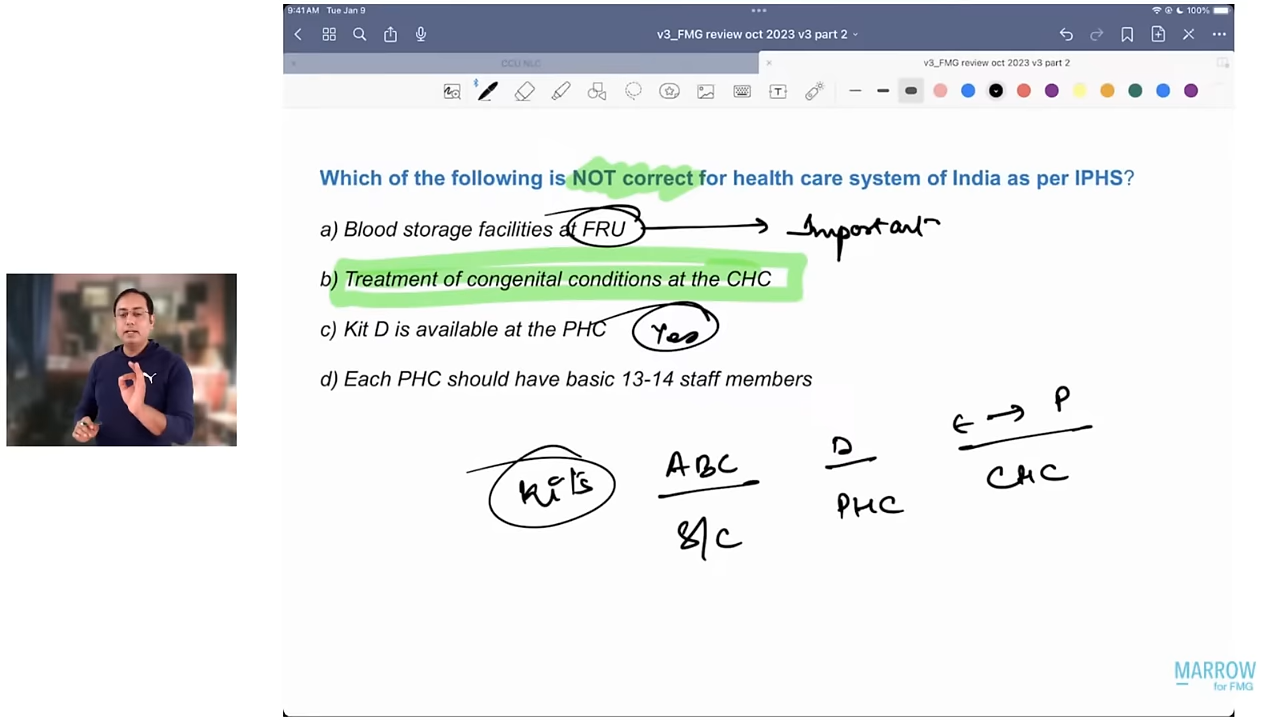 9:41AM Tue Jan 9
100%
v3_FMG review oct 2023 v3 part 2
CCU NLC
v3_FMG review oct 2023 v3 part 2
Which of the following is NOT correct for health care system of India as per IPHS?
a) Blood storage facilities at FRU → Important
b) Treatment of congenital conditions at the CHC
c) Kit D is available at the PHC Yes
d) Each PHC should have basic 13-14 staff members
Kits
ABC
S/C
D
PHC
E → P
CHC
MARROW
for FMG